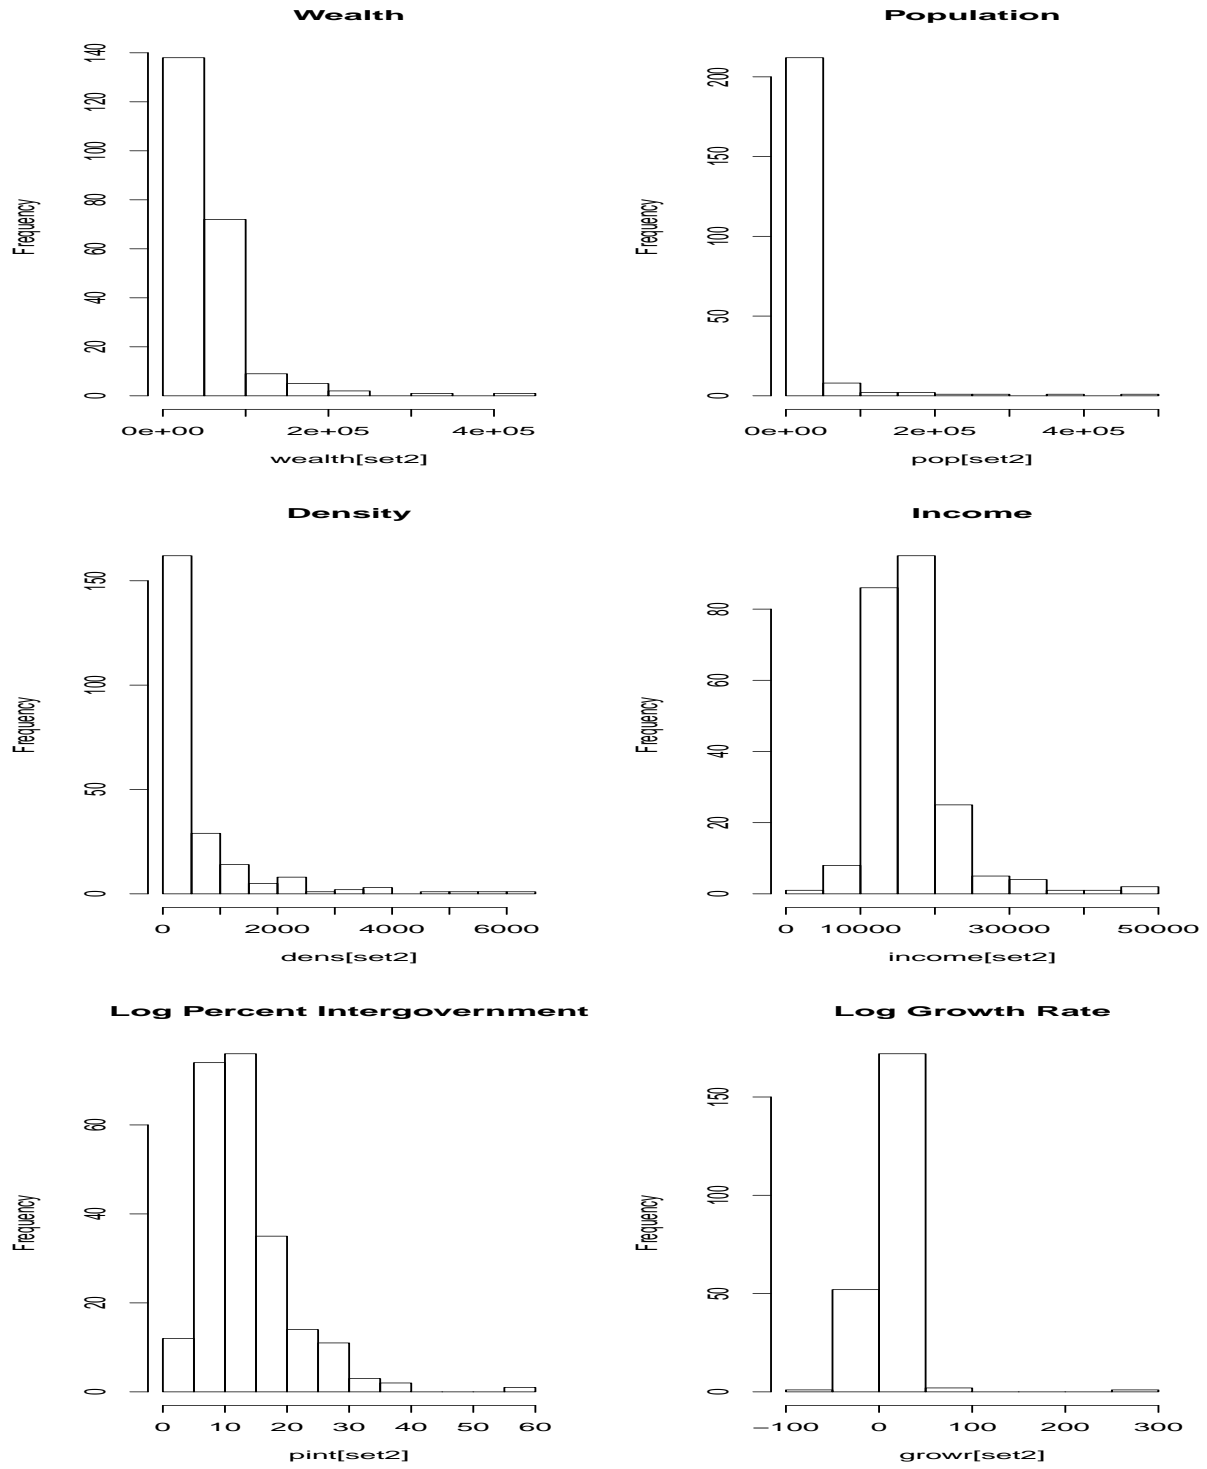 Wealth
Frequency
0
20
40
60
80
100
120
140
0e+00 2e+05 4e+05
wealth[set2]
Population
Frequency
0
50
100
150
200
0e+00 2e+05 4e+05
pop[set2]
Density
Frequency
0
50
100
150
0 2000 4000 6000
dens[set2]
Income
Frequency
0
20
40
60
80
0 10000 30000 50000
income[set2]
Log Percent Intergovernment
Frequency
0
20
40
60
0 10 20 30 40 50 60
pint[set2]
Log Growth Rate
Frequency
0
50
100
150
−100 0 100 200 300
growr[set2]